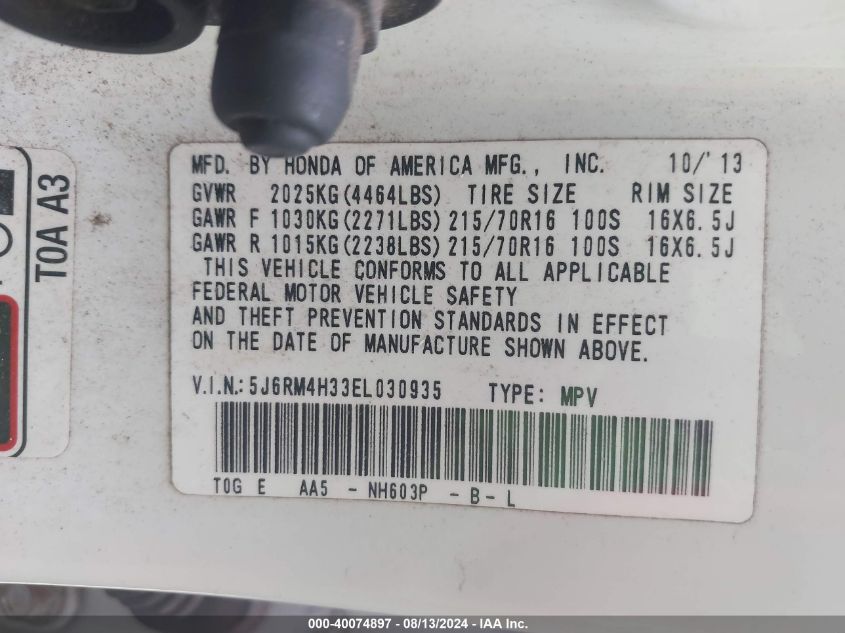 MFD. BY HONDA OF AMERICA MFG., INC. 10/'13
GVWR 2025KG(4464LBS) TIRE SIZE RIM SIZE
GAWR F 1030KG(2271LBS) 215/70R16 100S 16X6.5J
GAWR R 1015KG(2238LBS) 215/70R16 100S 16X6.5J
THIS VEHICLE CONFORMS TO ALL APPLICABLE
FEDERAL MOTOR VEHICLE SAFETY
AND THEFT PREVENTION STANDARDS IN EFFECT
ON THE DATE OF MANUFACTURE SHOWN ABOVE.
V.I.N.: 5J6RM4H33EL030935 TYPE: MPV
T0G E AA5 - NH603P - B - L
T0A A3
000-40074897 - 08/13/2024 - IAA Inc.